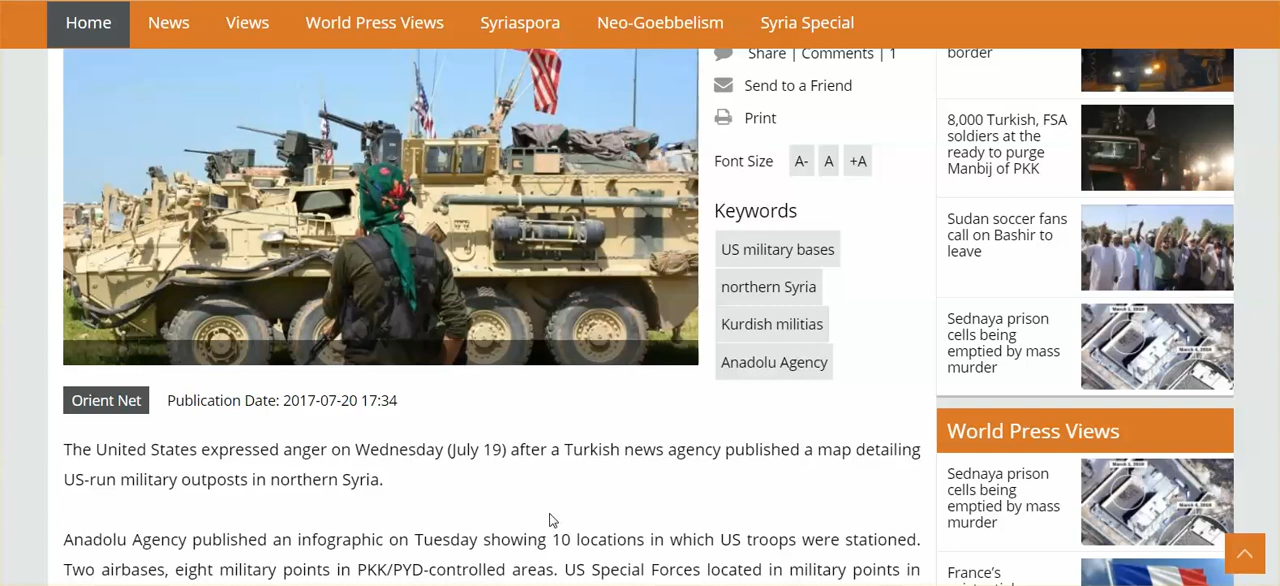 Home News Views World Press Views Syriaspora Neo-Goebbelism Syria Special
Share | Comments | 1
Send to a Friend
Print
Font Size A- A +A
Keywords
US military bases
northern Syria
Kurdish militias
Anadolu Agency
Orient Net Publication Date: 2017-07-20 17:34
The United States expressed anger on Wednesday (July 19) after a Turkish news agency published a map detailing
US-run military outposts in northern Syria.
Anadolu Agency published an infographic on Tuesday showing 10 locations in which US troops were stationed.
Two airbases, eight military points in PKK/PYD-controlled areas. US Special Forces located in military points in
border
8,000 Turkish, FSA
soldiers at the
ready to purge
Manbij of PKK
Sudan soccer fans
call on Bashir to
leave
Sednaya prison
cells being
emptied by mass
murder
World Press Views
Sednaya prison
cells being
emptied by mass
murder
France's